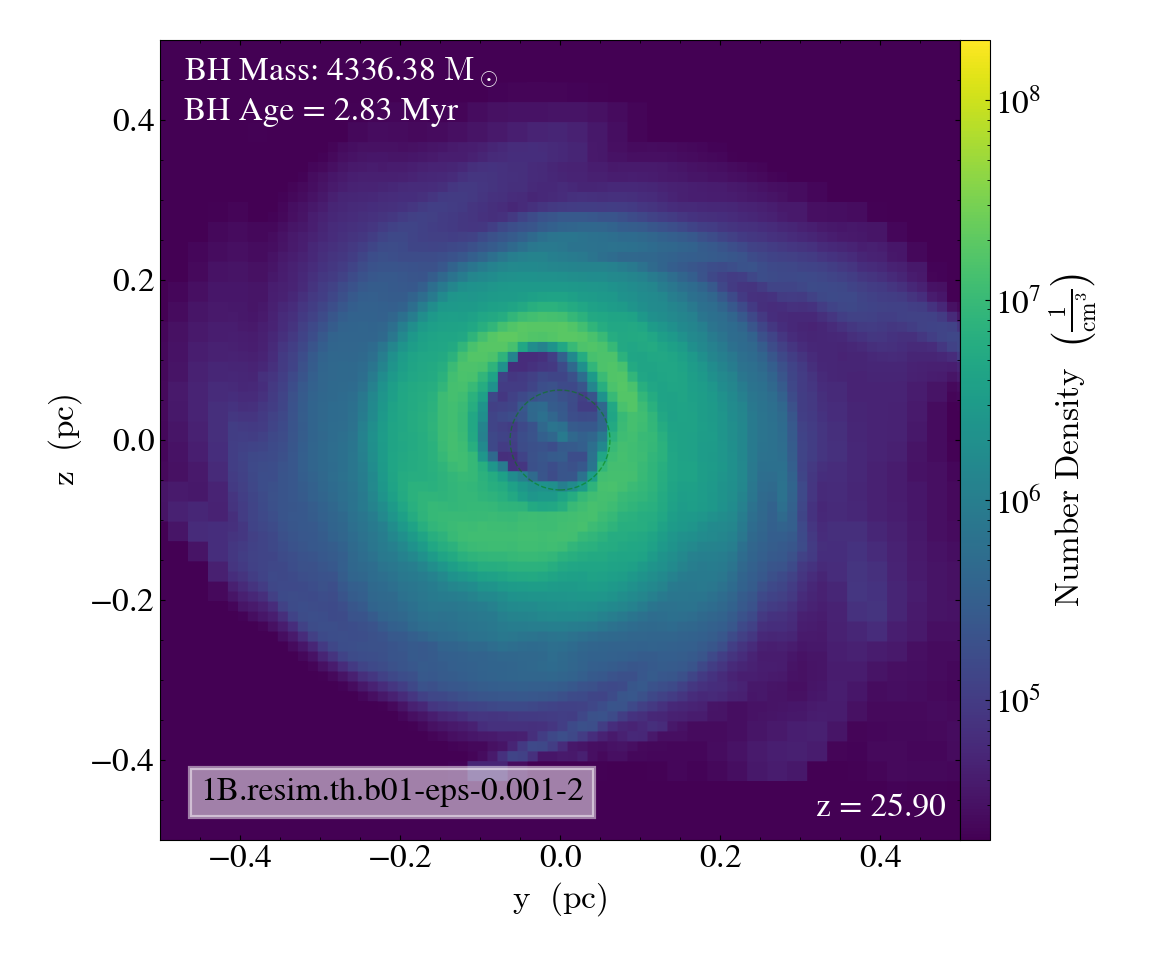 BH Mass: 4336.38 M⊙
BH Age = 2.83 Myr
0.4
0.2
0.0
−0.2
−0.4
z (pc)
1B.resim.th.b01-eps-0.001-2
z = 25.90
−0.4 −0.2 0.0 0.2 0.4
y (pc)
10⁸
10⁷
10⁶
10⁵
Number Density (1/cm³)